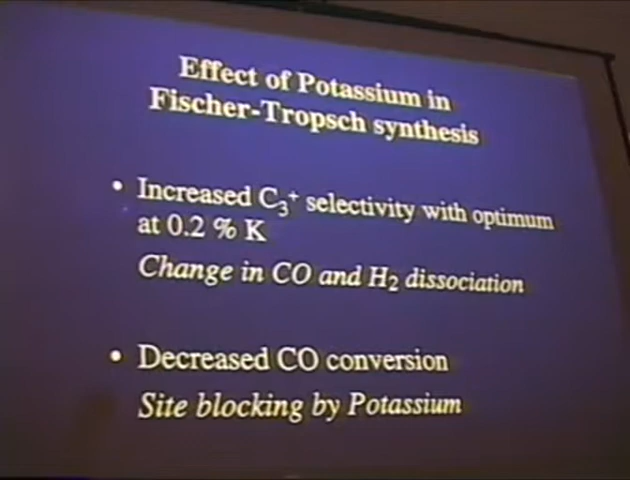 Effect of Potassium in
Fischer-Tropsch synthesis
• Increased C₃⁺ selectivity with optimum
at 0.2 % K
Change in CO and H₂ dissociation
• Decreased CO conversion
Site blocking by Potassium